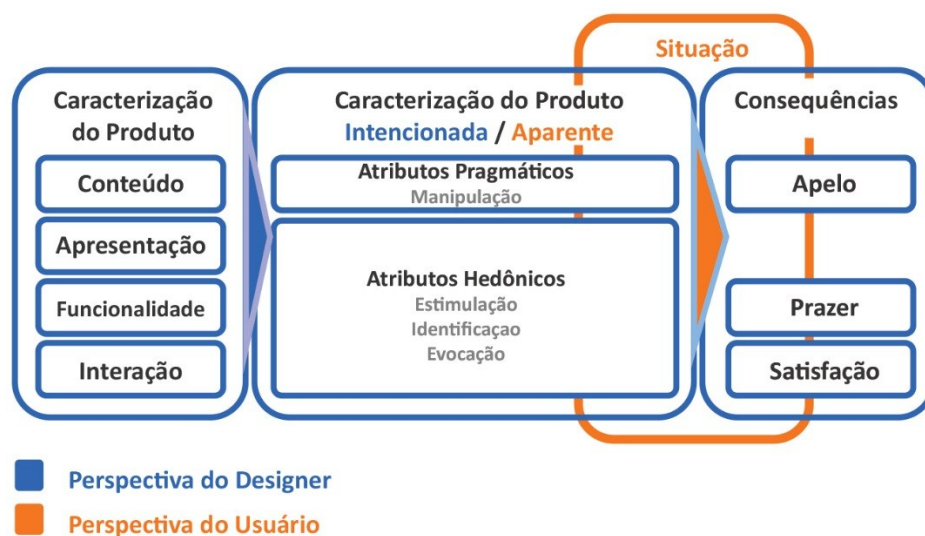 Situação
Caracterização
do Produto
Conteúdo
Apresentação
Funcionalidade
Interação
Caracterização do Produto
Intencionada / Aparente
Atributos Pragmáticos
Manipulação
Atributos Hedônicos
Estimulação
Identificaçao
Evocação
Consequências
Apelo
Prazer
Satisfação
Perspectiva do Designer
Perspectiva do Usuário